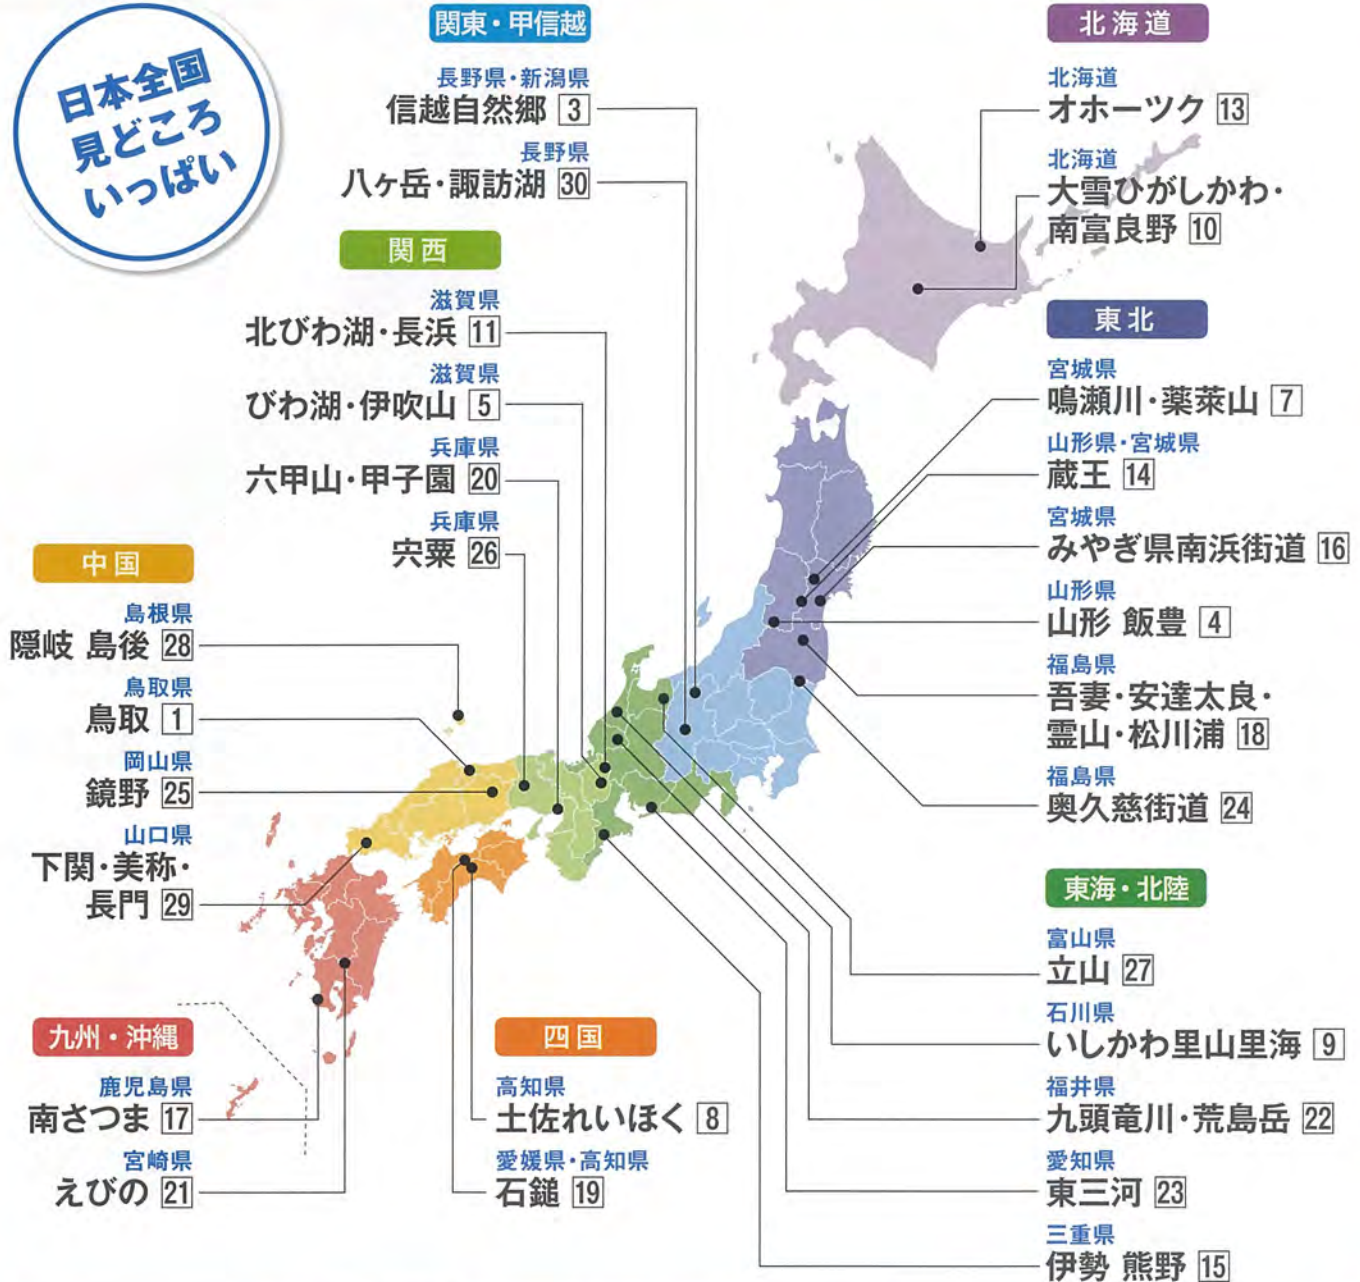 日本全国
見どころ
いっぱい
関東・甲信越
長野県・新潟県
信越自然郷 3
長野県
八ヶ岳・諏訪湖 30
関西
滋賀県
北びわ湖・長浜 11
滋賀県
びわ湖・伊吹山 5
兵庫県
六甲山・甲子園 20
兵庫県
宍粟 26
中国
島根県
隠岐 島後 28
鳥取県
鳥取 1
岡山県
鏡野 25
山口県
下関・美称・
長門 29
九州・沖縄
鹿児島県
南さつま 17
宮崎県
えびの 21
四国
高知県
土佐れいほく 8
愛媛県・高知県
石鎚 19
北海道
北海道
オホーツク 13
北海道
大雪ひがしかわ・
南富良野 10
東北
宮城県
鳴瀬川・薬莱山 7
山形県・宮城県
蔵王 14
宮城県
みやぎ県南浜街道 16
山形県
山形 飯豊 4
福島県
吾妻・安達太良・
霊山・松川浦 18
福島県
奥久慈街道 24
東海・北陸
富山県
立山 27
石川県
いしかわ里山里海 9
福井県
九頭竜川・荒島岳 22
愛知県
東三河 23
三重県
伊勢 熊野 15